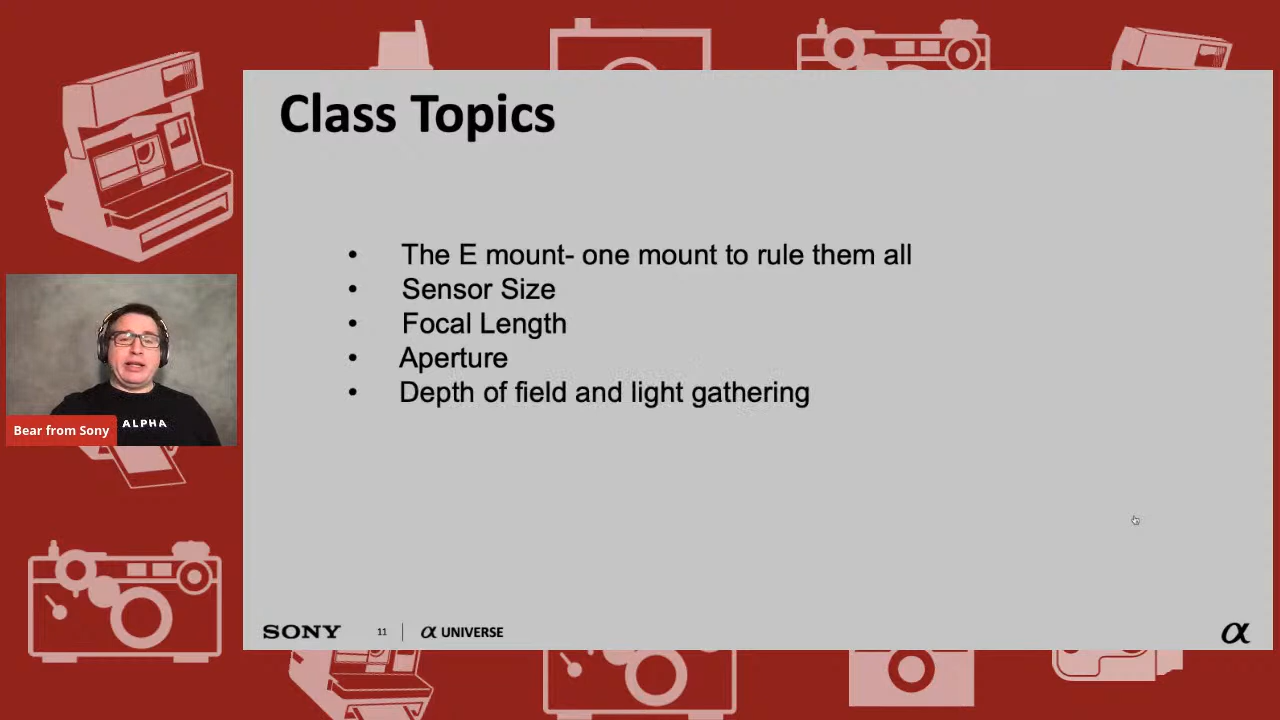 Class Topics
• The E mount- one mount to rule them all
• Sensor Size
• Focal Length
• Aperture
• Depth of field and light gathering
ALPHA
Bear from Sony
SONY 11 | α UNIVERSE
α